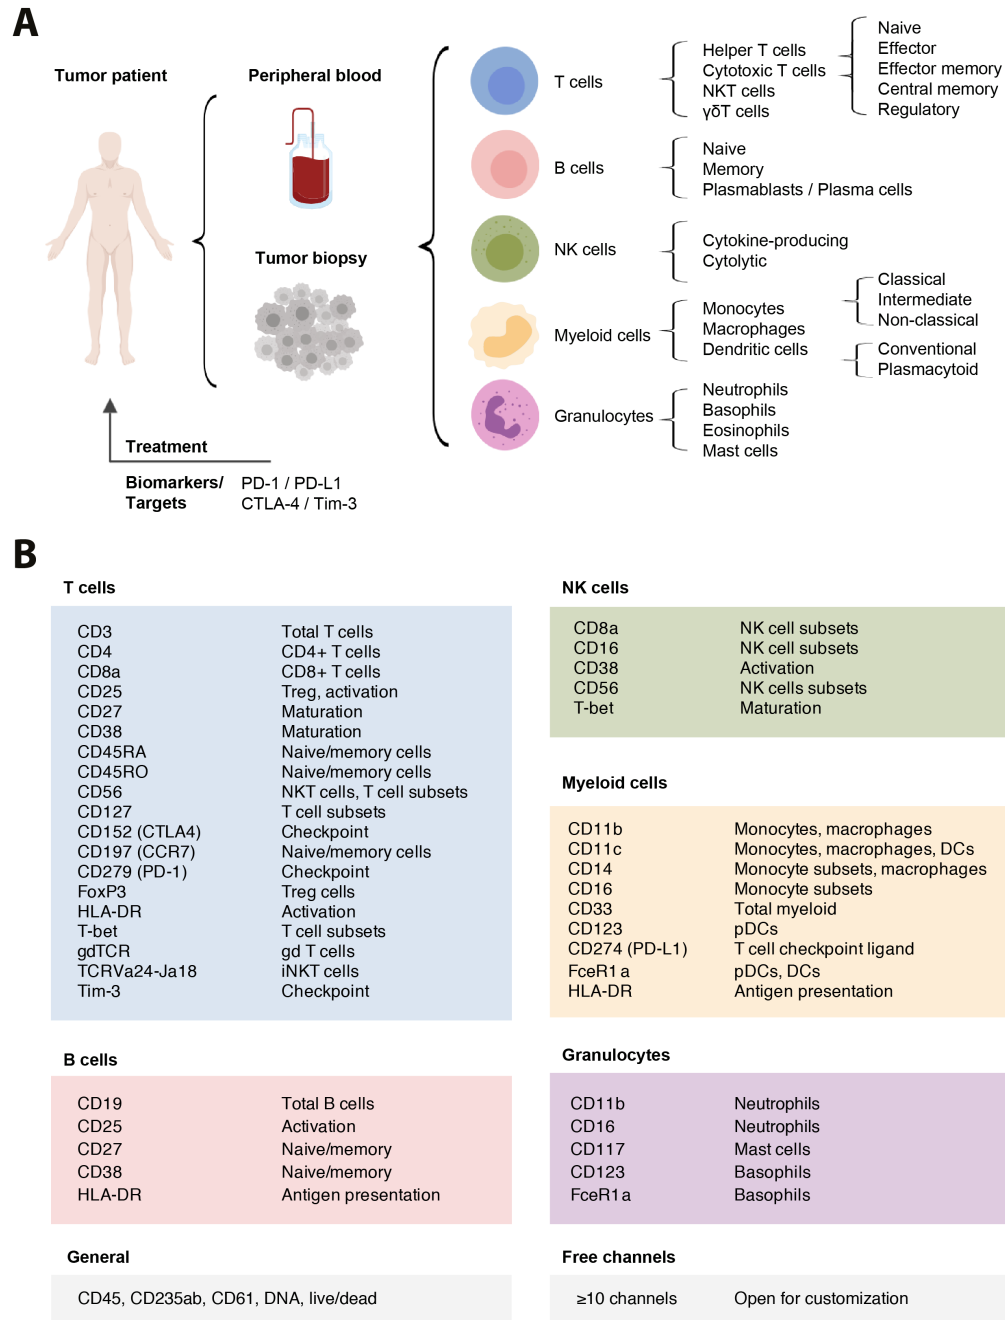 A
Tumor patient
Peripheral blood
Tumor biopsy
Treatment
Biomarkers/
Targets
PD-1 / PD-L1
CTLA-4 / Tim-3
T cells
Helper T cells
Cytotoxic T cells
NKT cells
γδT cells
Naive
Effector
Effector memory
Central memory
Regulatory
B cells
Naive
Memory
Plasmablasts / Plasma cells
NK cells
Cytokine-producing
Cytolytic
Myeloid cells
Monocytes
Macrophages
Dendritic cells
Classical
Intermediate
Non-classical
Conventional
Plasmacytoid
Granulocytes
Neutrophils
Basophils
Eosinophils
Mast cells
B
T cells
CD3 Total T cells
CD4 CD4+ T cells
CD8a CD8+ T cells
CD25 Treg, activation
CD27 Maturation
CD38 Maturation
CD45RA Naive/memory cells
CD45RO Naive/memory cells
CD56 NKT cells, T cell subsets
CD127 T cell subsets
CD152 (CTLA4) Checkpoint
CD197 (CCR7) Naive/memory cells
CD279 (PD-1) Checkpoint
FoxP3 Treg cells
HLA-DR Activation
T-bet T cell subsets
gdTCR gd T cells
TCRVa24-Ja18 iNKT cells
Tim-3 Checkpoint
B cells
CD19 Total B cells
CD25 Activation
CD27 Naive/memory
CD38 Naive/memory
HLA-DR Antigen presentation
General
CD45, CD235ab, CD61, DNA, live/dead
NK cells
CD8a NK cell subsets
CD16 NK cell subsets
CD38 Activation
CD56 NK cells subsets
T-bet Maturation
Myeloid cells
CD11b Monocytes, macrophages
CD11c Monocytes, macrophages, DCs
CD14 Monocyte subsets, macrophages
CD16 Monocyte subsets
CD33 Total myeloid
CD123 pDCs
CD274 (PD-L1) T cell checkpoint ligand
FceR1a pDCs, DCs
HLA-DR Antigen presentation
Granulocytes
CD11b Neutrophils
CD16 Neutrophils
CD117 Mast cells
CD123 Basophils
FceR1a Basophils
Free channels
≥10 channels Open for customization